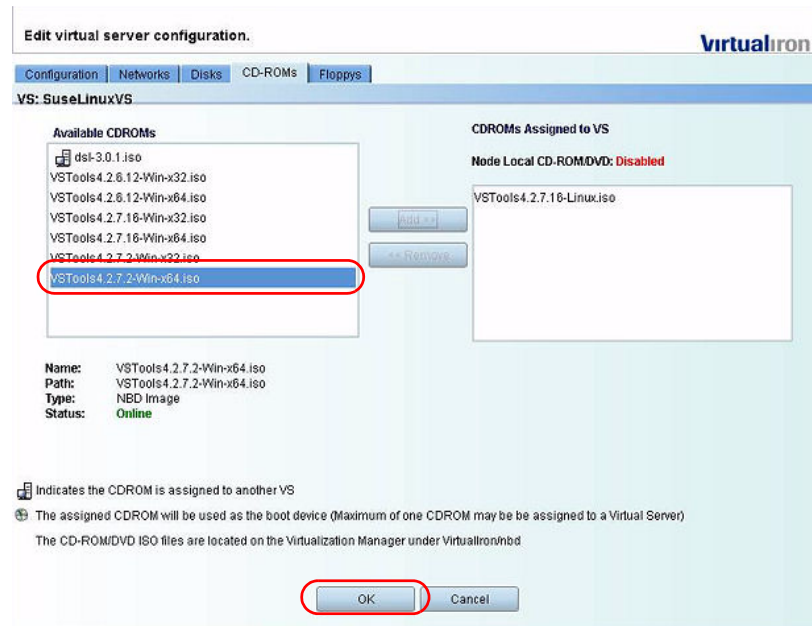 Edit virtual server configuration.
Virtualiron
Configuration Networks Disks CD-ROMs Floppys
VS: SuseLinuxVS
Available CDROMs
dsl-3.0.1.iso
VSTools4.2.6.12-Win-x32.iso
VSTools4.2.6.12-Win-x64.iso
VSTools4.2.7.16-Win-x32.iso
VSTools4.2.7.16-Win-x64.iso
VSTools4.2.7.2-Win-x32.iso
VSTools4.2.7.2-Win-x64.iso
Add >>
<< Remove
CDROMs Assigned to VS
Node Local CD-ROM/DVD: Disabled
VSTools4.2.7.16-Linux.iso
Name: VSTools4.2.7.2-Win-x64.iso
Path: VSTools4.2.7.2-Win-x64.iso
Type: NBD Image
Status: Online
Indicates the CDROM is assigned to another VS
The assigned CDROM will be used as the boot device (Maximum of one CDROM may be be assigned to a Virtual Server)
The CD-ROM/DVD ISO files are located on the Virtualization Manager under VirtualIron/nbd
OK Cancel